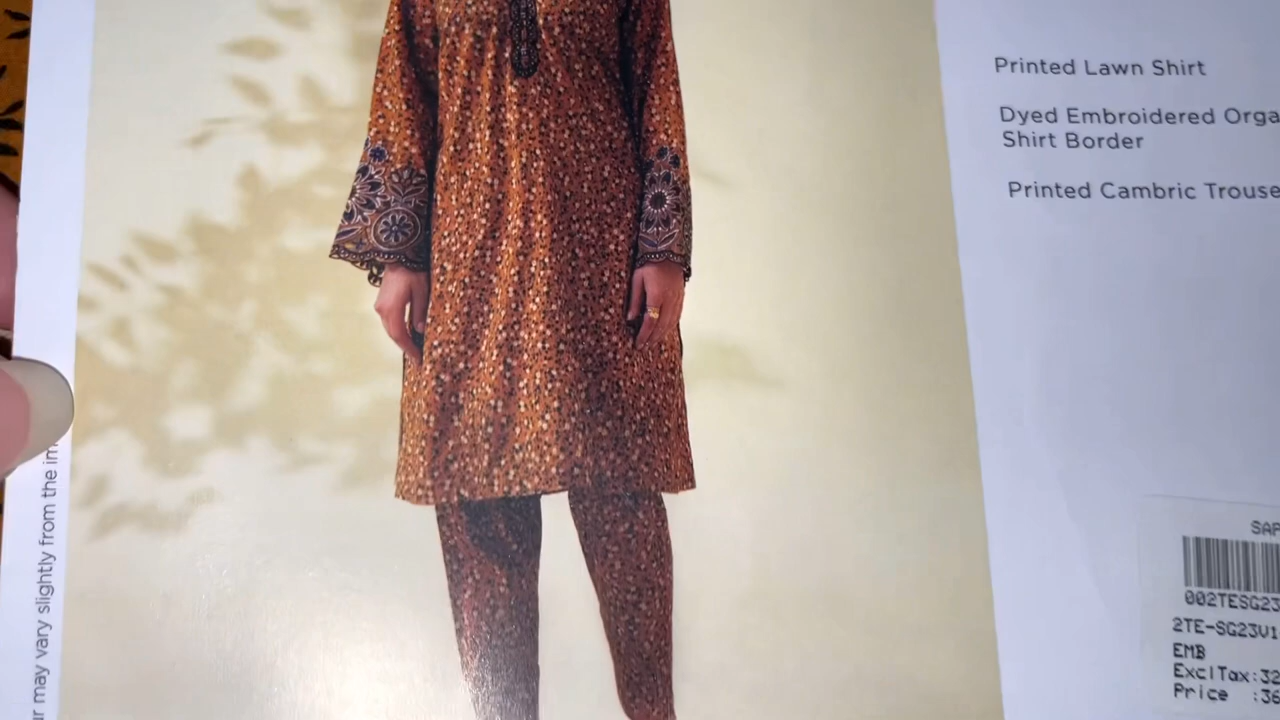 Printed Lawn Shirt
Dyed Embroidered Orga
Shirt Border
Printed Cambric Trouse
ur may vary slightly from the im
SAP
002TESG23
2TE-SG23V1
EMB
ExclTax:32
Price :36